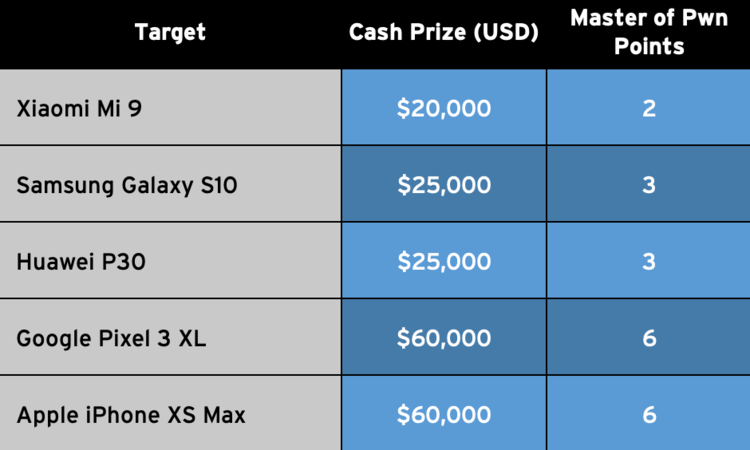 Target Cash Prize (USD) Master of Pwn
Points
Xiaomi Mi 9 $20,000 2
Samsung Galaxy S10 $25,000 3
Huawei P30 $25,000 3
Google Pixel 3 XL $60,000 6
Apple iPhone XS Max $60,000 6